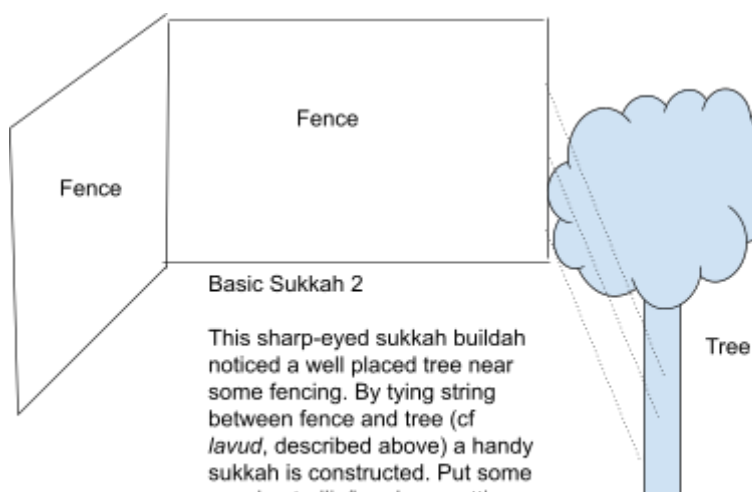 Fence
Fence
Basic Sukkah 2
This sharp-eyed sukkah buildah
noticed a well placed tree near
some fencing. By tying string
between fence and tree (cf
lavud, described above) a handy
sukkah is constructed. Put some
Tree